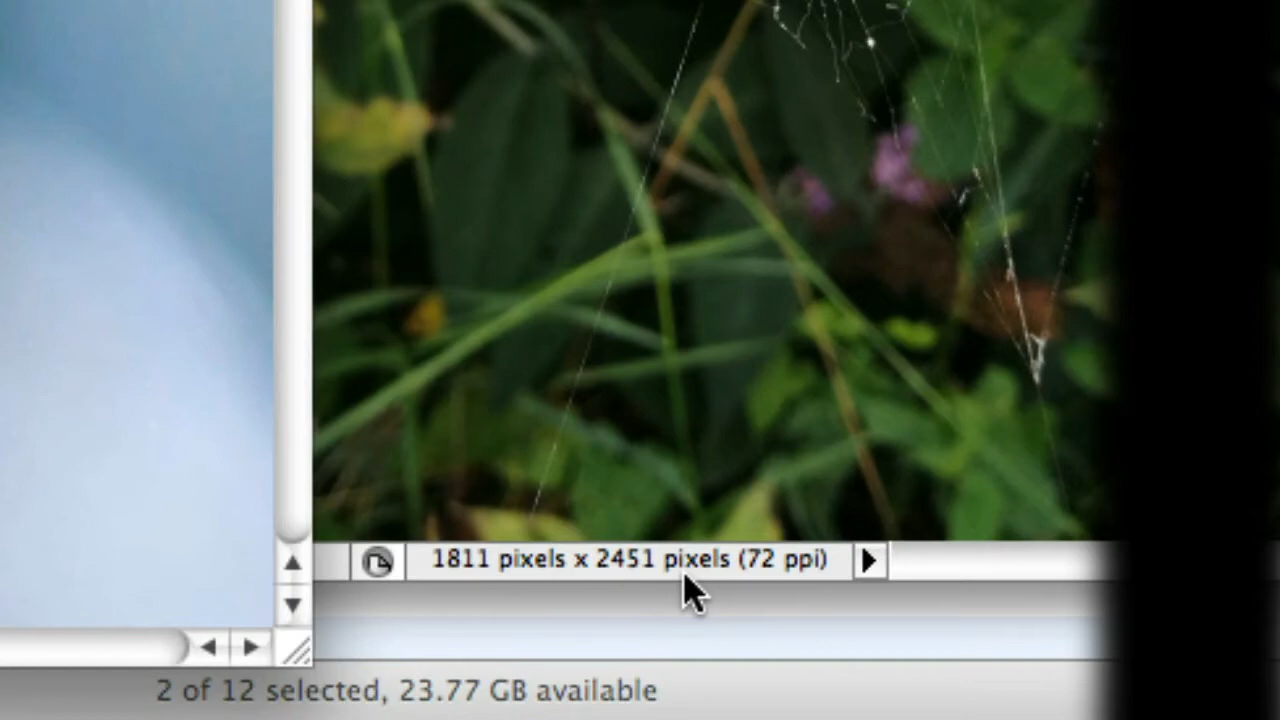 1811 pixels x 2451 pixels (72 ppi)
2 of 12 selected, 23.77 GB available